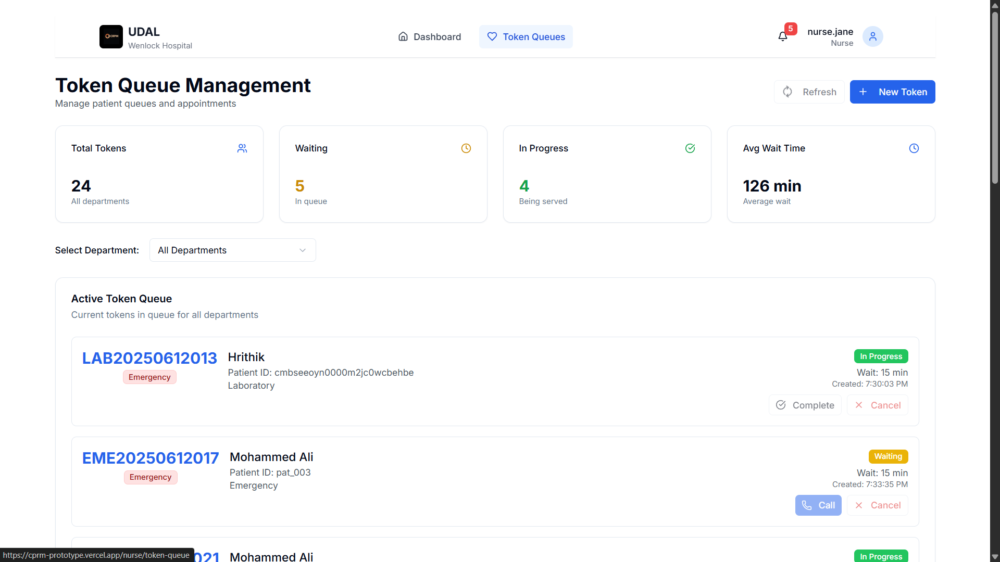 CRPM
UDAL
Wenlock Hospital
Dashboard
Token Queues
5
nurse.jane
Nurse
Token Queue Management
Manage patient queues and appointments
Refresh
New Token
Total Tokens
24
All departments
Waiting
5
In queue
In Progress
4
Being served
Avg Wait Time
126 min
Average wait
Select Department:
All Departments
Active Token Queue
Current tokens in queue for all departments
LAB20250612013
Emergency
Hrithik
Patient ID: cmbseeoyn0000m2jc0wcbehbe
Laboratory
In Progress
Wait: 15 min
Created: 7:30:03 PM
Complete
Cancel
EME20250612017
Emergency
Mohammed Ali
Patient ID: pat_003
Emergency
Waiting
Wait: 15 min
Created: 7:33:35 PM
Call
Cancel
021
Mohammed Ali
In Progress
https://cprm-prototype.vercel.app/nurse/token-queue